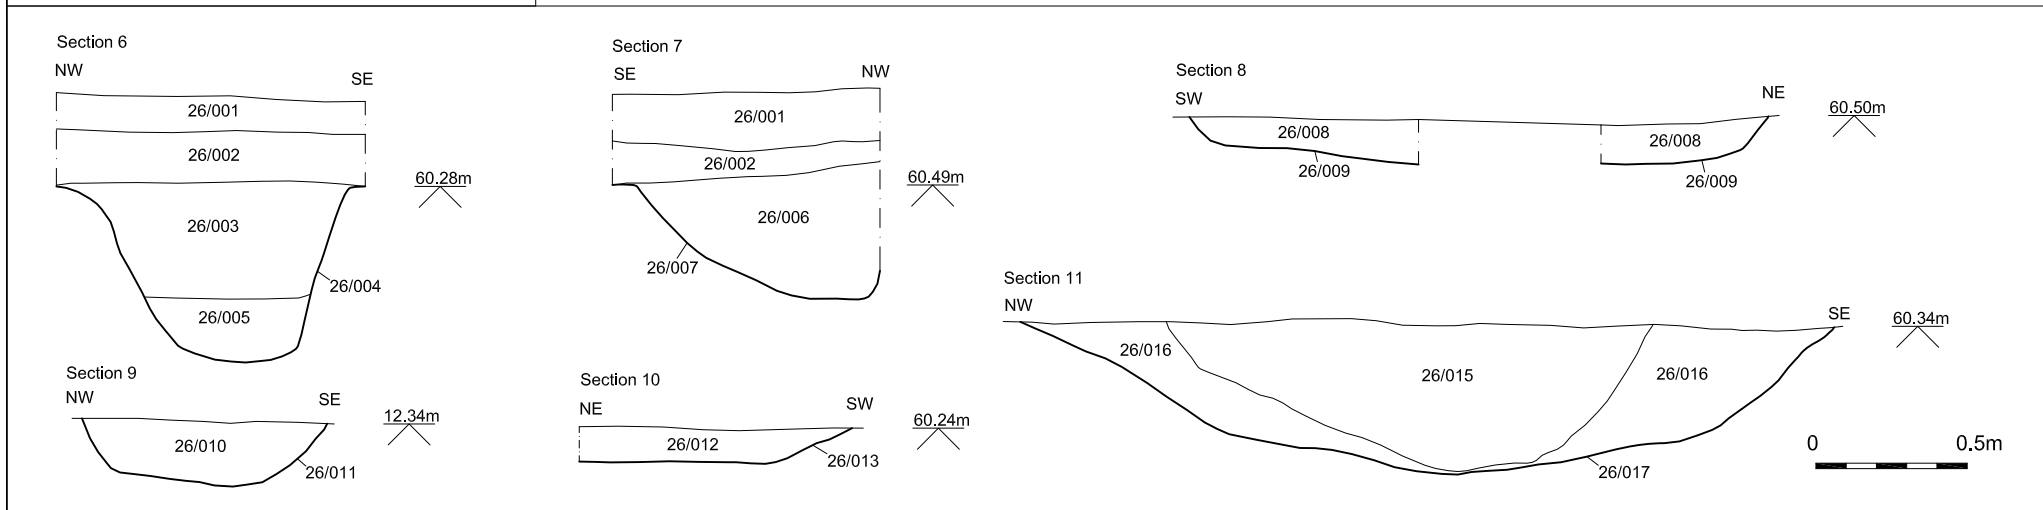 Section 6
NW
SE
26/001
26/002
60.28m
26/003
26/004
26/005
Section 7
SE
NW
26/001
26/002
60.49m
26/006
26/007
Section 8
SW
NE
60.50m
26/008
26/008
26/009
26/009
Section 9
NW
SE
12.34m
26/010
26/011
Section 10
NE
SW
60.24m
26/012
26/013
Section 11
NW
SE
60.34m
26/016
26/015
26/016
26/017
0 0.5m